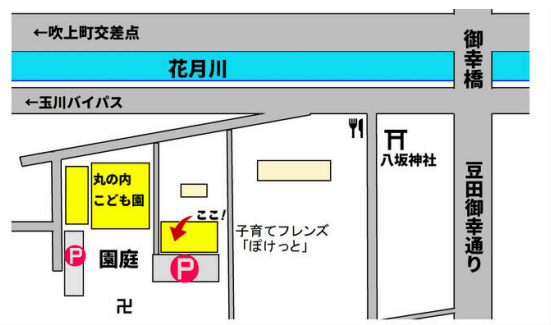 ←吹上町交差点
御幸橋
花月川
←玉川バイパス
八坂神社
丸の内
こども園
ここ!
子育てフレンズ
「ぽけっと」
豆田御幸通り
P
園庭
P
卍